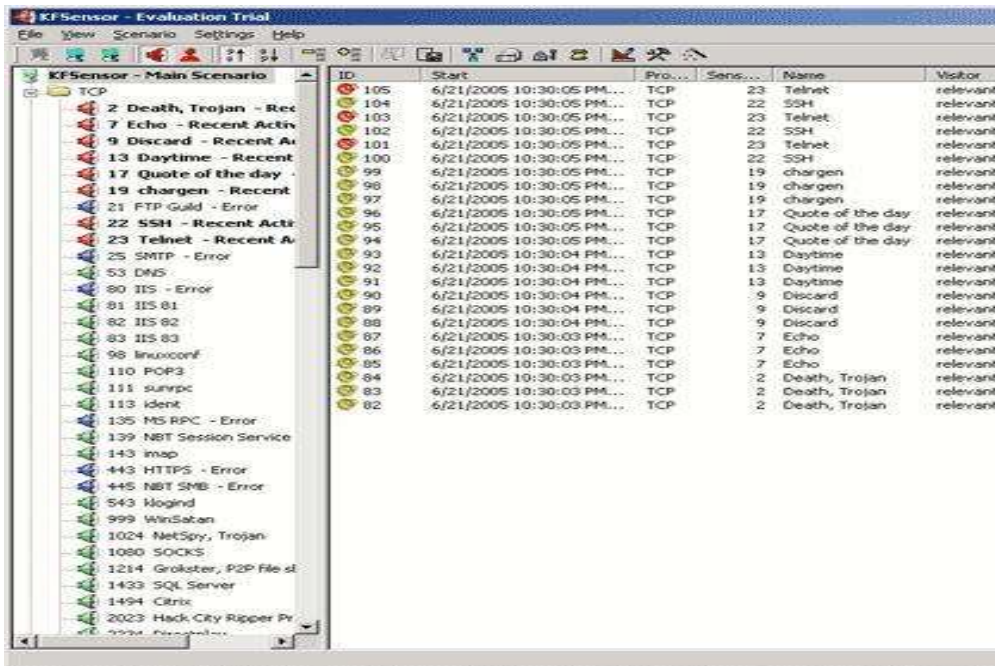 KFSensor - Evaluation Trial
File View Scenario Settings Help
KFSensor - Main Scenario
TCP
2 Death, Trojan - Rec
7 Echo - Recent Activ
9 Discard - Recent A
13 Daytime - Recent
17 Quote of the day -
19 chargen - Recent
21 FTP Guild - Error
22 SSH - Recent Acti
23 Telnet - Recent A
25 SMTP - Error
53 DNS
80 IIS - Error
81 IIS 81
82 IIS 82
83 IIS 83
98 linuxconf
110 POP3
111 sunrpc
113 ident
135 MS RPC - Error
139 NBT Session Service
143 imap
443 HTTPS - Error
445 NBT SMB - Error
543 klogind
999 WinSatan
1024 NetSpy, Trojan
1080 SOCKS
1214 Grokster, P2P file sl
1433 SQL Server
1494 Citrix
2023 Hack City Ripper Pr
ID Start Pro... Sens... Name Visitor
105 6/21/2005 10:30:05 PM... TCP 23 Telnet relevant
104 6/21/2005 10:30:05 PM... TCP 22 SSH relevant
103 6/21/2005 10:30:05 PM... TCP 23 Telnet relevant
102 6/21/2005 10:30:05 PM... TCP 22 SSH relevant
101 6/21/2005 10:30:05 PM... TCP 23 Telnet relevant
100 6/21/2005 10:30:05 PM... TCP 22 SSH relevant
99 6/21/2005 10:30:05 PM... TCP 19 chargen relevant
98 6/21/2005 10:30:05 PM... TCP 19 chargen relevant
97 6/21/2005 10:30:05 PM... TCP 19 chargen relevant
96 6/21/2005 10:30:05 PM... TCP 17 Quote of the day relevant
95 6/21/2005 10:30:05 PM... TCP 17 Quote of the day relevant
94 6/21/2005 10:30:05 PM... TCP 17 Quote of the day relevant
93 6/21/2005 10:30:04 PM... TCP 13 Daytime relevant
92 6/21/2005 10:30:04 PM... TCP 13 Daytime relevant
91 6/21/2005 10:30:04 PM... TCP 13 Daytime relevant
90 6/21/2005 10:30:04 PM... TCP 9 Discard relevant
89 6/21/2005 10:30:04 PM... TCP 9 Discard relevant
88 6/21/2005 10:30:04 PM... TCP 9 Discard relevant
87 6/21/2005 10:30:03 PM... TCP 7 Echo relevant
86 6/21/2005 10:30:03 PM... TCP 7 Echo relevant
85 6/21/2005 10:30:03 PM... TCP 7 Echo relevant
84 6/21/2005 10:30:03 PM... TCP 2 Death, Trojan relevant
83 6/21/2005 10:30:03 PM... TCP 2 Death, Trojan relevant
82 6/21/2005 10:30:03 PM... TCP 2 Death, Trojan relevant